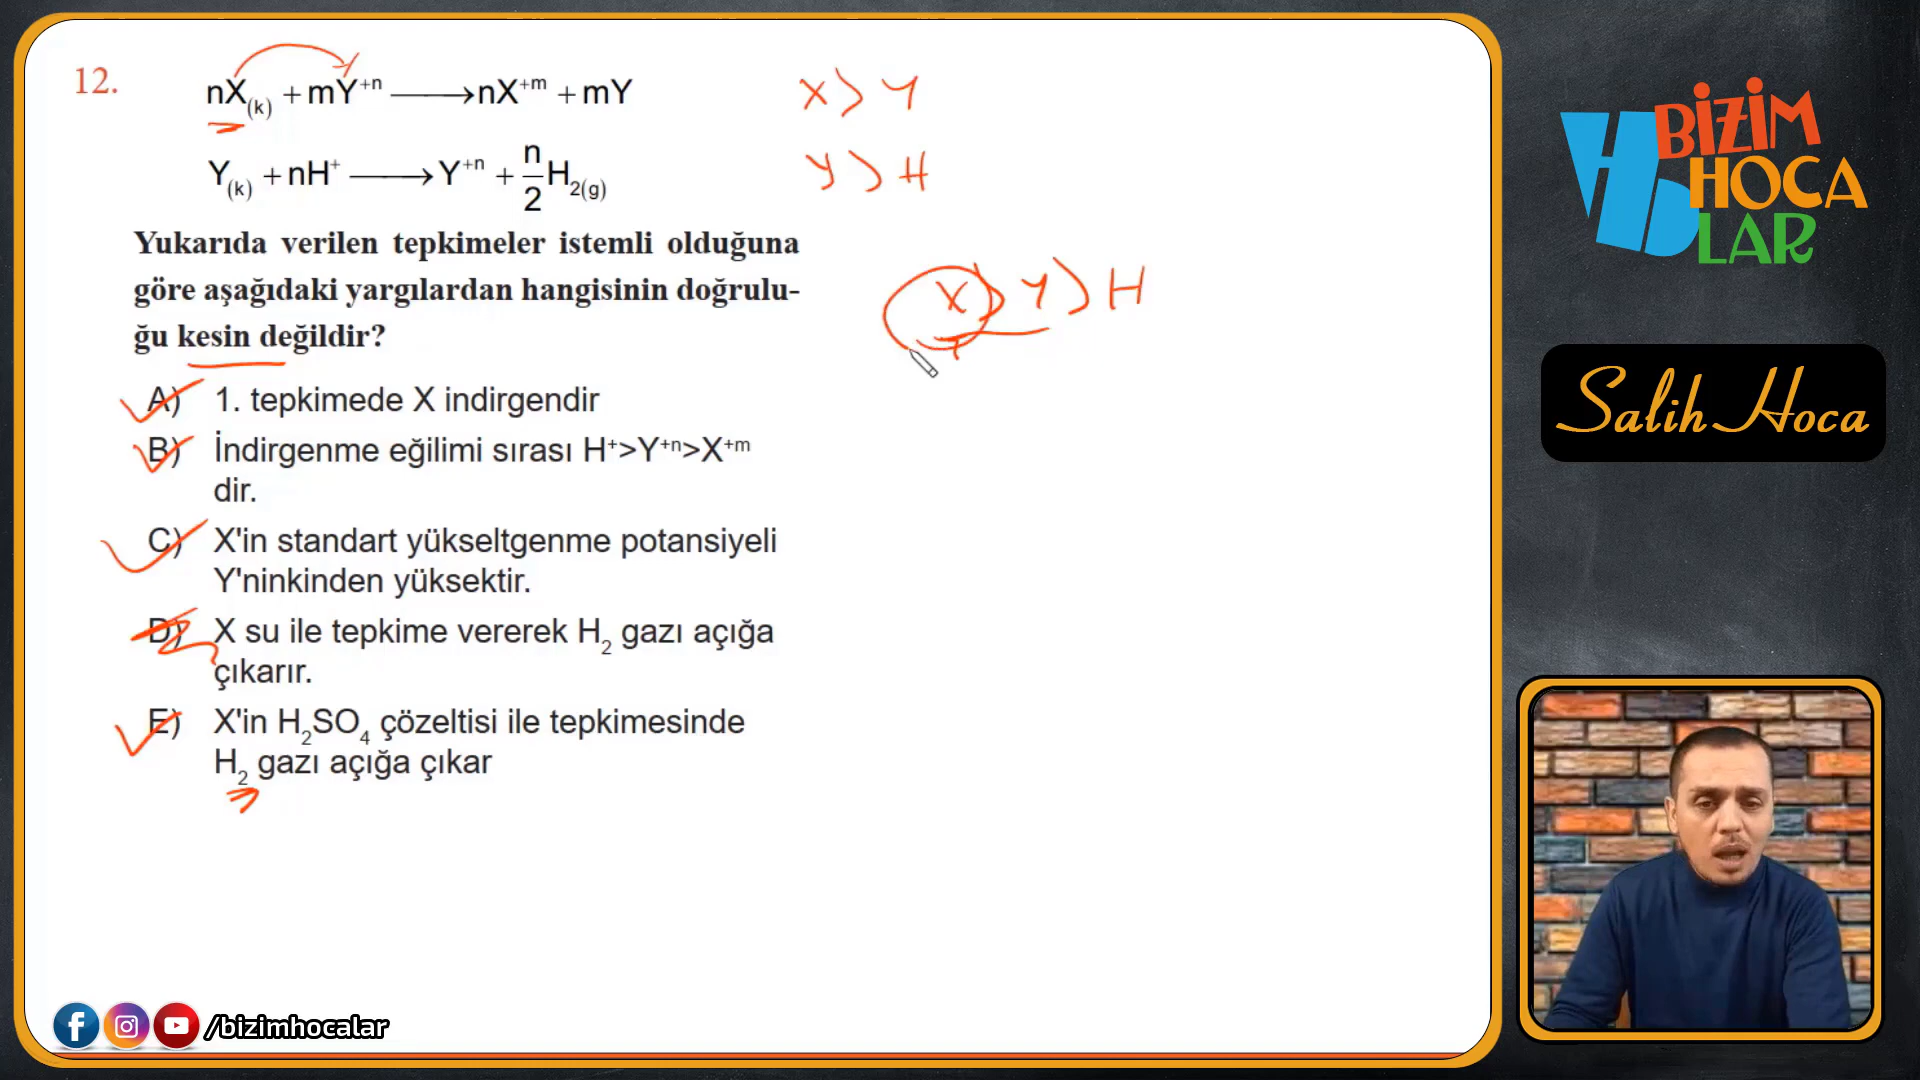 12.
nX(k) + mY+n ⟶ nX+m + mY
X > Y
Y(k) + nH+ ⟶ Y+n + n/2 H2(g)
Y > H
Yukarıda verilen tepkimeler istemli olduğuna
göre aşağıdaki yargılardan hangisinin doğrulu-
ğu kesin değildir?
X > Y > H
A) 1. tepkimede X indirgendir
B) İndirgenme eğilimi sırası H+>Y+n>X+m
dir.
C) X'in standart yükseltgenme potansiyeli
Y'ninkinden yüksektir.
D) X su ile tepkime vererek H2 gazı açığa
çıkarır.
E) X'in H2SO4 çözeltisi ile tepkimesinde
H2 gazı açığa çıkar
/bizimhocalar
BİZİM
HOCA
LAR
Salih Hoca